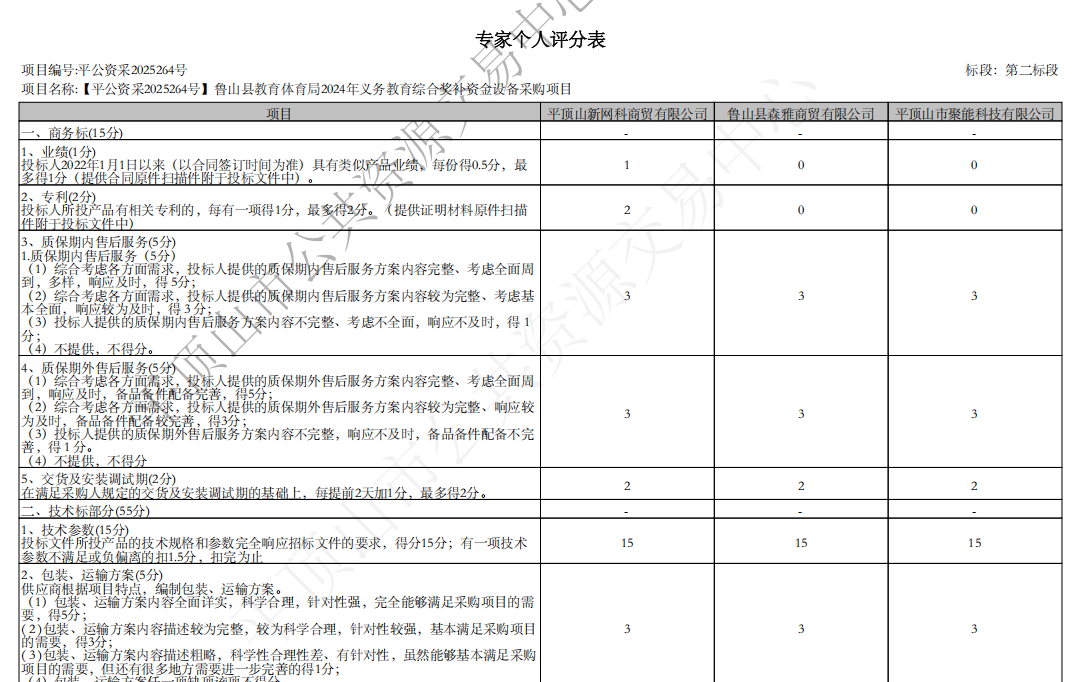 专家个人评分表
项目编号:平公资采2025264号
标段：第二标段
项目名称:【平公资采2025264号】鲁山县教育体育局2024年义务教育综合奖补资金设备采购项目
项目 平顶山新网科商贸有限公司 鲁山县森雅商贸有限公司 平顶山市聚能科技有限公司
一、商务标(15分) - - -
1、业绩(1分)
投标人2022年1月1日以来（以合同签订时间为准）具有类似产品业绩，每份得0.5分，最
多得1分（提供合同原件扫描件附于投标文件中）。
1 0 0
2、专利(2分)
投标人所投产品有相关专利的，每有一项得1分，最多得2分。（提供证明材料原件扫描
件附于投标文件中）
2 0 0
3、质保期内售后服务(5分)
1.质保期内售后服务（5分）
（1）综合考虑各方面需求，投标人提供的质保期内售后服务方案内容完整、考虑全面周
到，多样，响应及时，得 5分；
（2）综合考虑各方面需求，投标人提供的质保期内售后服务方案内容较为完整、考虑基
本全面，响应较为及时，得 3 分；
（3）投标人提供的质保期内售后服务方案内容不完整、考虑不全面，响应不及时，得 1
分；
（4）不提供，不得分。
3 3 3
4、质保期外售后服务(5分)
（1）综合考虑各方面需求，投标人提供的质保期外售后服务方案内容完整、考虑全面周
到，响应及时，备品备件配备完善，得5分；
（2）综合考虑各方面需求，投标人提供的质保期外售后服务方案内容较为完整、响应较
为及时，备品备件配备较完善，得3分；
（3）投标人提供的质保期外售后服务方案内容不完整，响应不及时，备品备件配备不完
善，得 1 分。
（4）不提供，不得分
3 3 3
5、交货及安装调试期(2分)
在满足采购人规定的交货及安装调试期的基础上，每提前2天加1分，最多得2分。
2 2 2
二、技术标部分(55分) - - -
1、技术参数(15分)
投标文件所投产品的技术规格和参数完全响应招标文件的要求，得分15分；有一项技术
参数不满足或负偏离的扣1.5分，扣完为止
15 15 15
2、包装、运输方案(5分)
供应商根据项目特点，编制包装、运输方案。
（1）包装、运输方案内容全面详实，科学合理，针对性强，完全能够满足采购项目的需
要，得5分；
(2)包装、运输方案内容描述较为完整，较为科学合理，针对性较强，基本满足采购项目
的需要，得3分；
(3)包装、运输方案内容描述粗略，科学性合理性差、有针对性，虽然能够基本满足采购
项目的需要，但还有很多地方需要进一步完善的得1分；
(4）包装、运输方案任一项缺项该项不得分
3 3 3
平顶山市公共资源交易中心
平顶山市公共资源交易中心